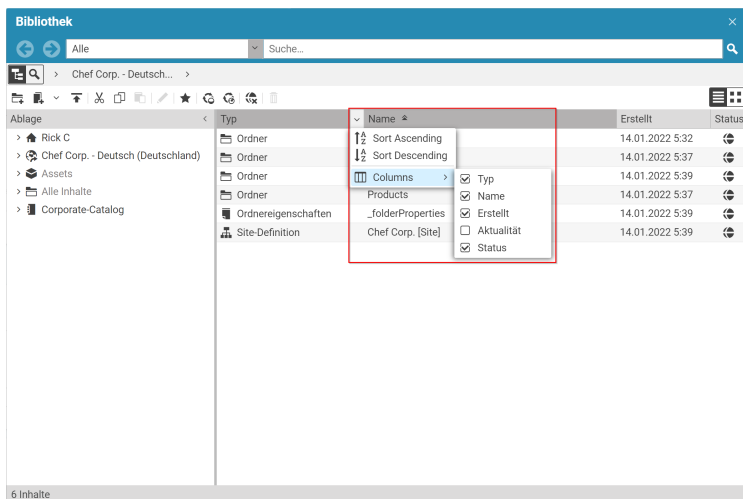 Bibliothek
Alle
Suche...
Chef Corp. - Deutsch...
Ablage
Typ
Name
Erstellt
Status
Rick C
Chef Corp. - Deutsch (Deutschland)
Assets
Alle Inhalte
Corporate-Catalog
Ordner
14.01.2022 5:32
Ordner
14.01.2022 5:37
Ordner
14.01.2022 5:39
Ordner
Products
14.01.2022 5:37
Ordnereigenschaften
_folderProperties
14.01.2022 5:39
Site-Definition
Chef Corp. [Site]
14.01.2022 5:39
Sort Ascending
Sort Descending
Columns
Typ
Name
Erstellt
Aktualität
Status
6 Inhalte